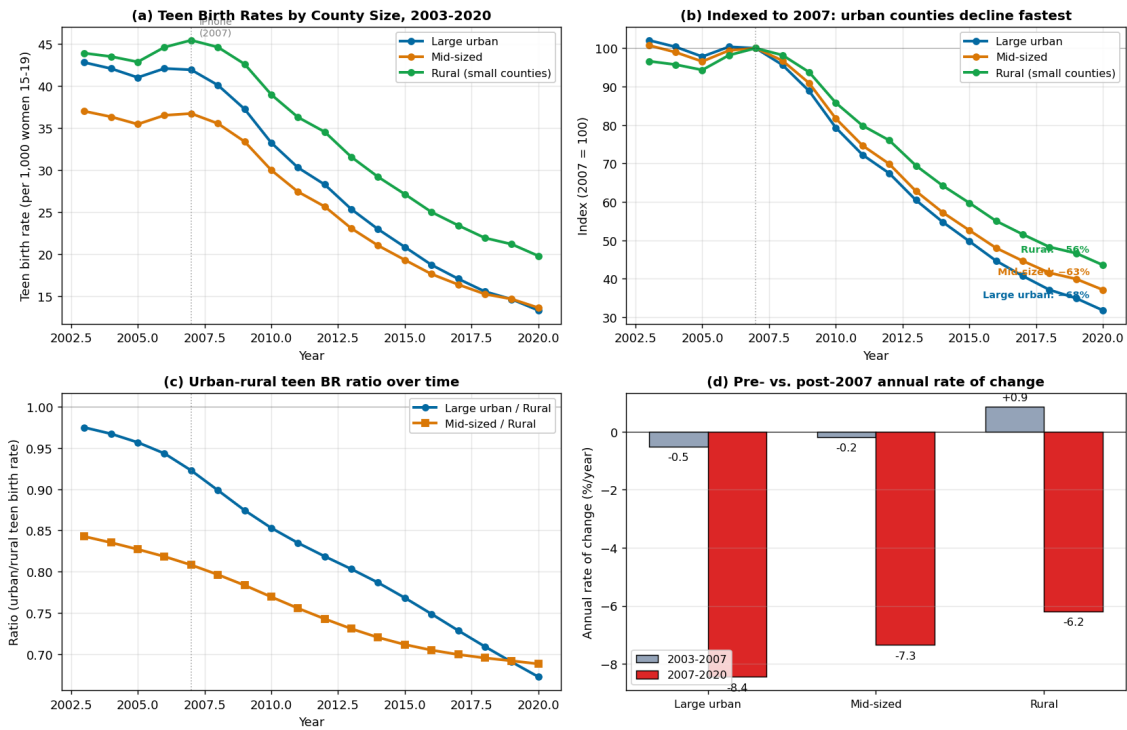 (a) Teen Birth Rates by County Size, 2003-2020
iPhone
(2007)
Large urban
Mid-sized
Rural (small counties)
Teen birth rate (per 1,000 women 15-19)
45
40
35
30
25
20
15
2002.5 2005.0 2007.5 2010.0 2012.5 2015.0 2017.5 2020.0
Year
(b) Indexed to 2007: urban counties decline fastest
Large urban
Mid-sized
Rural (small counties)
Index (2007 = 100)
100
90
80
70
60
50
40
30
Rural: −56%
Mid-sized: −63%
Large urban: −68%
2002.5 2005.0 2007.5 2010.0 2012.5 2015.0 2017.5 2020.0
Year
(c) Urban-rural teen BR ratio over time
Large urban / Rural
Mid-sized / Rural
Ratio (urban/rural teen birth rate)
1.00
0.95
0.90
0.85
0.80
0.75
0.70
2002.5 2005.0 2007.5 2010.0 2012.5 2015.0 2017.5 2020.0
Year
(d) Pre- vs. post-2007 annual rate of change
Annual rate of change (%/year)
0
−2
−4
−6
−8
+0.9
-0.5
-0.2
-6.2
-7.3
-8.4
2003-2007
2007-2020
Large urban Mid-sized Rural